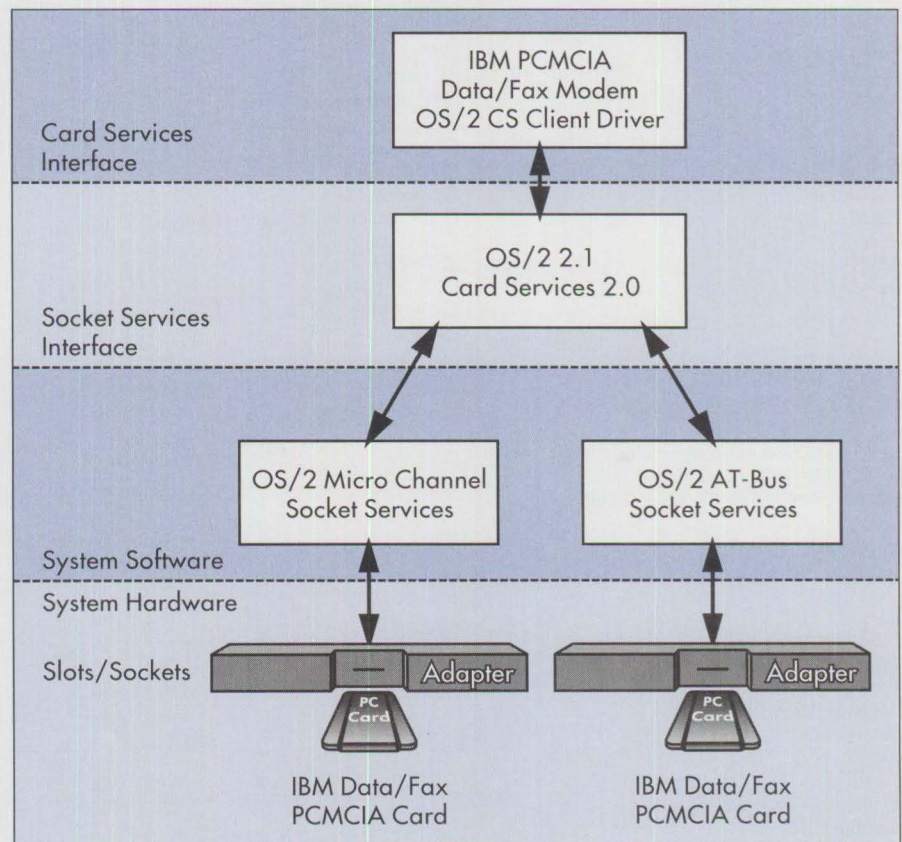 IBM PCMCIA
Data/Fax Modem
OS/2 CS Client Driver
Card Services
Interface
OS/2 2.1
Card Services 2.0
Socket Services
Interface
OS/2 Micro Channel
Socket Services
OS/2 AT-Bus
Socket Services
System Software
System Hardware
Slots/Sockets
Adapter
Adapter
PC
Card
PC
Card
IBM Data/Fax
PCMCIA Card
IBM Data/Fax
PCMCIA Card